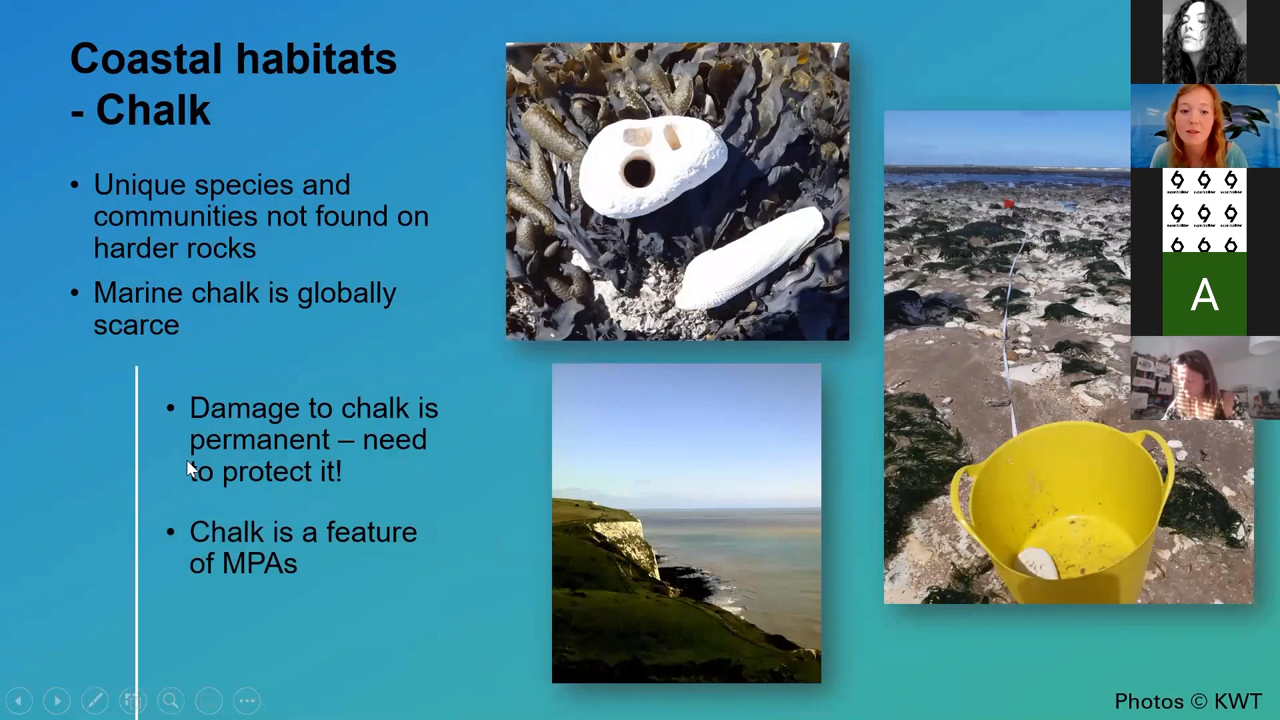 Coastal habitats
- Chalk
• Unique species and
communities not found on
harder rocks
• Marine chalk is globally
scarce
• Damage to chalk is
permanent – need
to protect it!
• Chalk is a feature
of MPAs
A
Photos © KWT